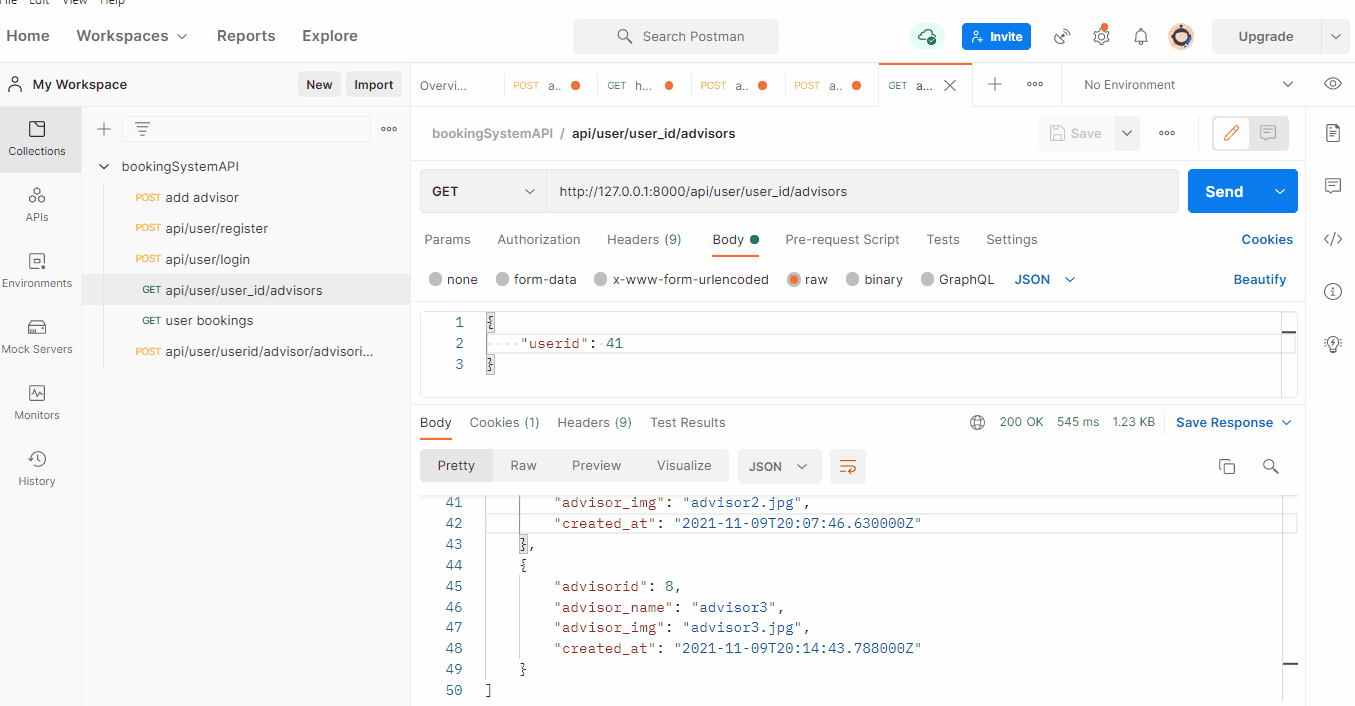 File Edit View Help
Home Workspaces Reports Explore Search Postman Invite Upgrade
My Workspace New Import Overvi... POST a.. GET h... POST a.. POST a.. GET a... No Environment
bookingSystemAPI / api/user/user_id/advisors Save
Collections
APIs
Environments
Mock Servers
Monitors
History
bookingSystemAPI
POST add advisor
POST api/user/register
POST api/user/login
GET api/user/user_id/advisors
GET user bookings
POST api/user/userid/advisor/advisori...
GET http://127.0.0.1:8000/api/user/user_id/advisors Send
Params Authorization Headers (9) Body Pre-request Script Tests Settings Cookies
none form-data x-www-form-urlencoded raw binary GraphQL JSON Beautify
1 {
2 "userid": 41
3 }
Body Cookies (1) Headers (9) Test Results 200 OK 545 ms 1.23 KB Save Response
Pretty Raw Preview Visualize JSON
41 "advisor_img": "advisor2.jpg",
42 "created_at": "2021-11-09T20:07:46.630000Z"
43 },
44 {
45 "advisorid": 8,
46 "advisor_name": "advisor3",
47 "advisor_img": "advisor3.jpg",
48 "created_at": "2021-11-09T20:14:43.788000Z"
49 }
50 ]